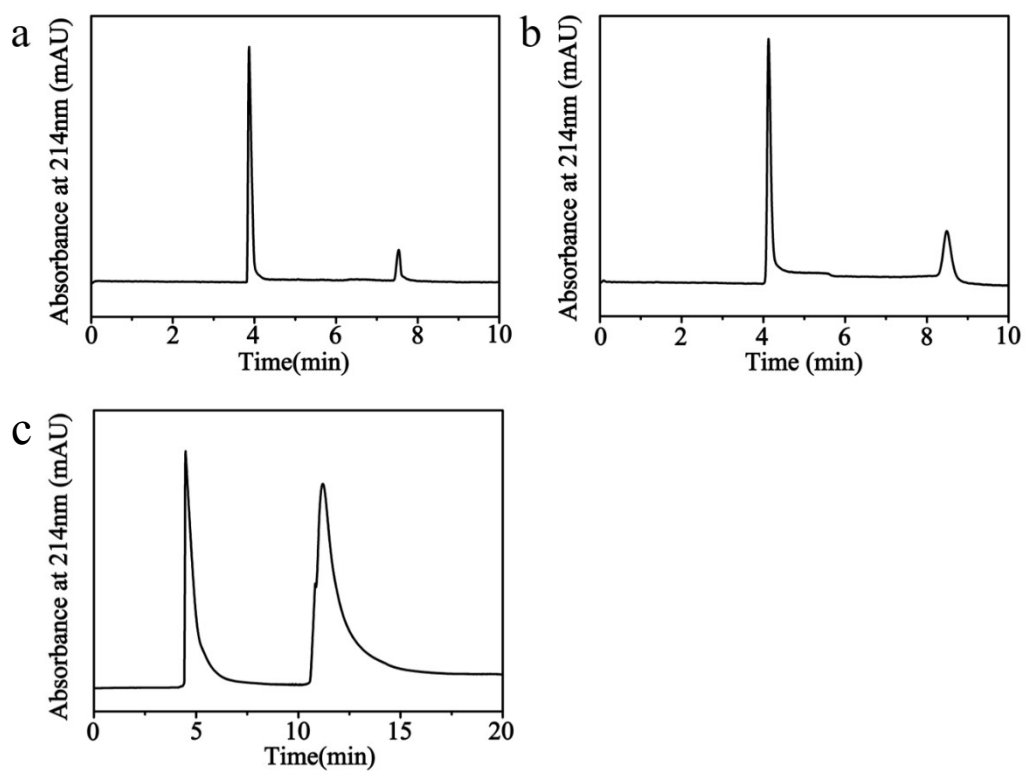 a
Absorbance at 214nm (mAU)
0 2 4 6 8 10
Time(min)
b
Absorbance at 214nm (mAU)
0 2 4 6 8 10
Time (min)
c
Absorbance at 214nm (mAU)
0 5 10 15 20
Time(min)